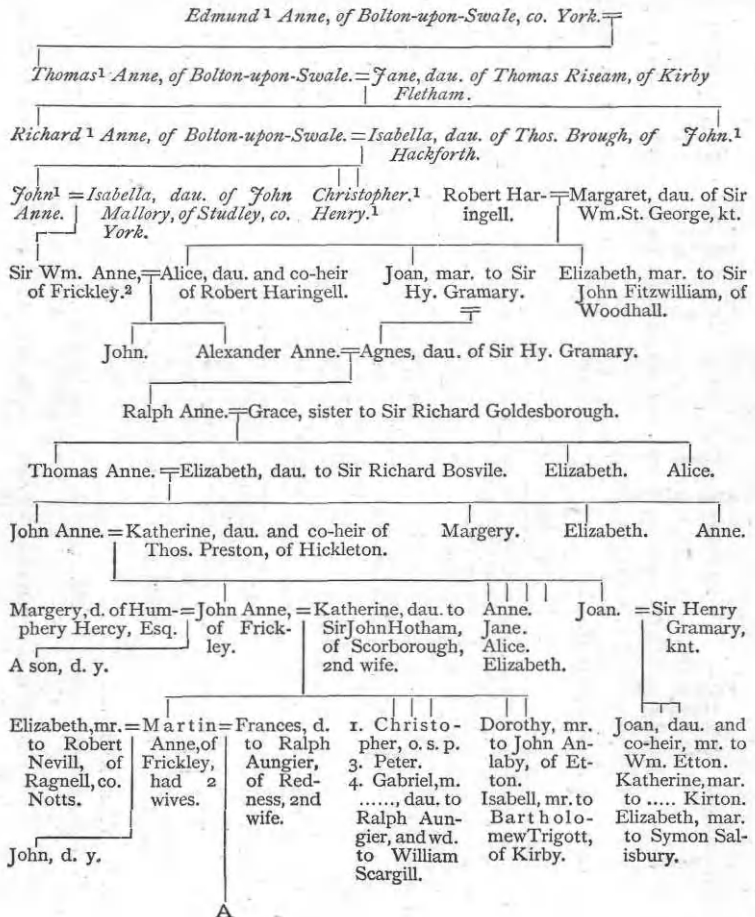 Edmund¹ Anne, of Bolton-upon-Swale, co. York.=
Thomas¹ Anne, of Bolton-upon-Swale.=Jane, dau. of Thomas Riseam, of Kirby
Fletham.
Richard¹ Anne, of Bolton-upon-Swale.=Isabella, dau. of Thos. Brough, of
Hackforth.
John.¹
John¹
Anne.
=Isabella, dau. of John
Mallory, of Studley, co.
York.
Christopher.¹
Henry.¹
Robert Har-
ingell.
=Margaret, dau. of Sir
Wm. St. George, kt.
Sir Wm. Anne,
of Frickley.²
=Alice, dau. and co-heir
of Robert Haringell.
Joan, mar. to Sir
Hy. Gramary.
=
Elizabeth, mar. to Sir
John Fitzwilliam, of
Woodhall.
John.
Alexander Anne.=Agnes, dau. of Sir Hy. Gramary.
Ralph Anne.=Grace, sister to Sir Richard Goldesborough.
Thomas Anne.=Elizabeth, dau. to Sir Richard Bosvile.
Elizabeth.
Alice.
John Anne.=Katherine, dau. and co-heir of
Thos. Preston, of Hickleton.
Margery.
Elizabeth.
Anne.
Margery, d. of Hum-
phery Hercy, Esq.
=John Anne,
of Frick-
ley.
=Katherine, dau. to
Sir John Hotham,
of Scorborough,
2nd wife.
Anne.
Jane.
Alice.
Elizabeth.
Joan.
=Sir Henry
Gramary,
knt.
A son, d. y.
Elizabeth, mr.
to Robert
Nevill, of
Ragnell, co.
Notts.
=Martin
Anne, of
Frickley,
had 2
wives.
=Frances, d.
to Ralph
Aungier,
of Red-
ness, 2nd
wife.
1. Christo-
pher, o. s. p.
3. Peter.
4. Gabriel, m.
......, dau. to
Ralph Aun-
gier, and wd.
to William
Scargill.
Dorothy, mr.
to John An-
laby, of Et-
ton.
Isabell, mr. to
Bartholo-
mew Trigott,
of Kirby.
Joan, dau. and
co-heir, mr. to
Wm. Etton.
Katherine, mar.
to ..... Kirton.
Elizabeth, mar.
to Symon Sal-
isbury.
John, d. y.
A